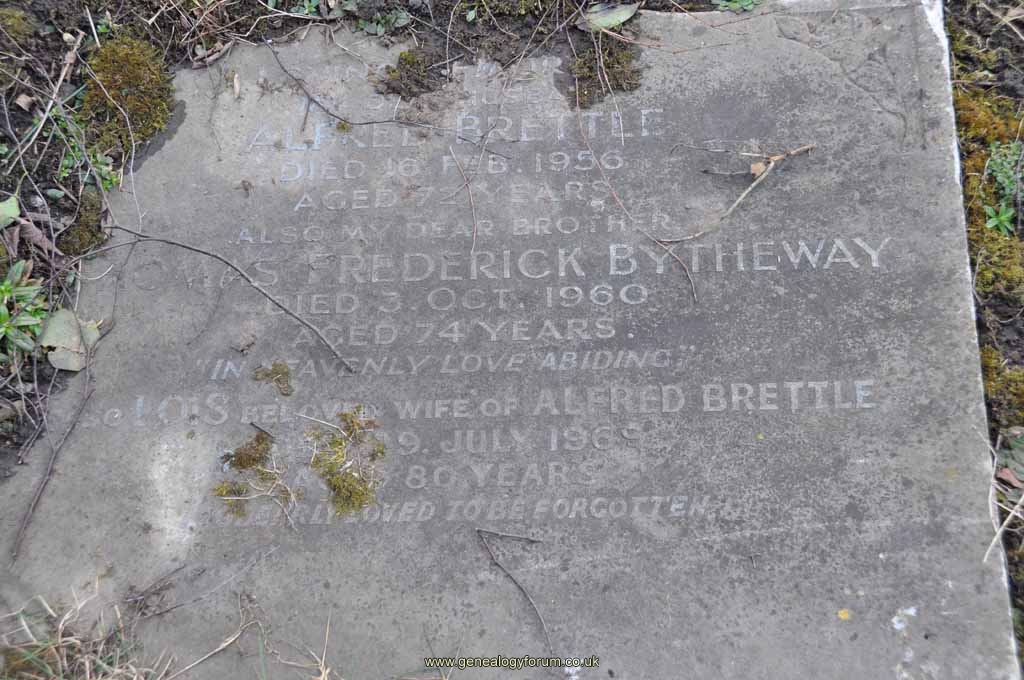 ALFRED BRETTLE
DIED 16 FEB. 1956
AGED 72 YEARS
ALSO MY DEAR BROTHER
FREDERICK BYTHEWAY
DIED 3. OCT. 1960
AGED 74 YEARS.
"IN HEAVENLY LOVE ABIDING"
LOIS BELOVED WIFE OF ALFRED BRETTLE
JULY
80 YEARS
LOVED TO BE FORGOTTEN.
www.genealogyforum.co.uk